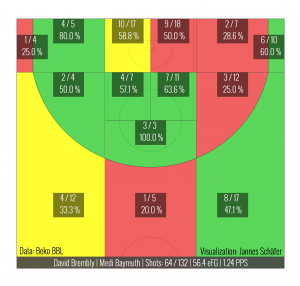 4 / 5
80.0 %
10 / 17
58.8 %
9 / 18
50.0 %
2 / 7
28.6 %
1 / 4
25.0 %
6 / 10
60.0 %
2 / 4
50.0 %
4 / 7
57.1 %
7 / 11
63.6 %
3 / 12
25.0 %
3 / 3
100.0 %
4 / 12
33.3 %
1 / 5
20.0 %
8 / 17
47.1 %
Data: Beko BBL
Visualization: Jannes Schäfer
David Brembly | Medi Bayreuth | Shots: 64 / 132 | 56.4 eFG | 1.24 PPS